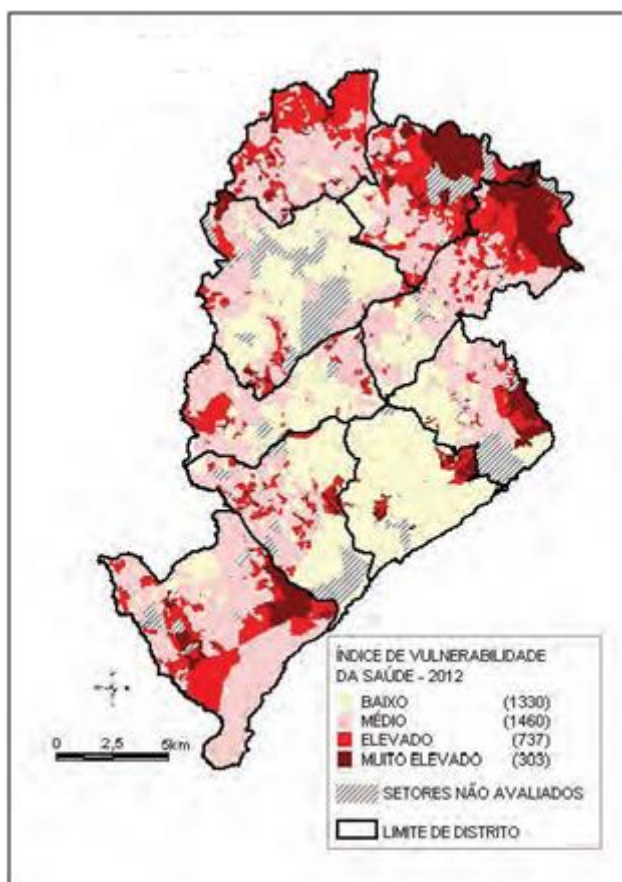 ÍNDICE DE VULNERABILIDADE
DA SAÚDE - 2012
BAIXO (1330)
MÉDIO (1460)
ELEVADO (737)
MUITO ELEVADO (303)
SETORES NÃO AVALIADOS
LIMITE DE DISTRITO
0 2,5 5km